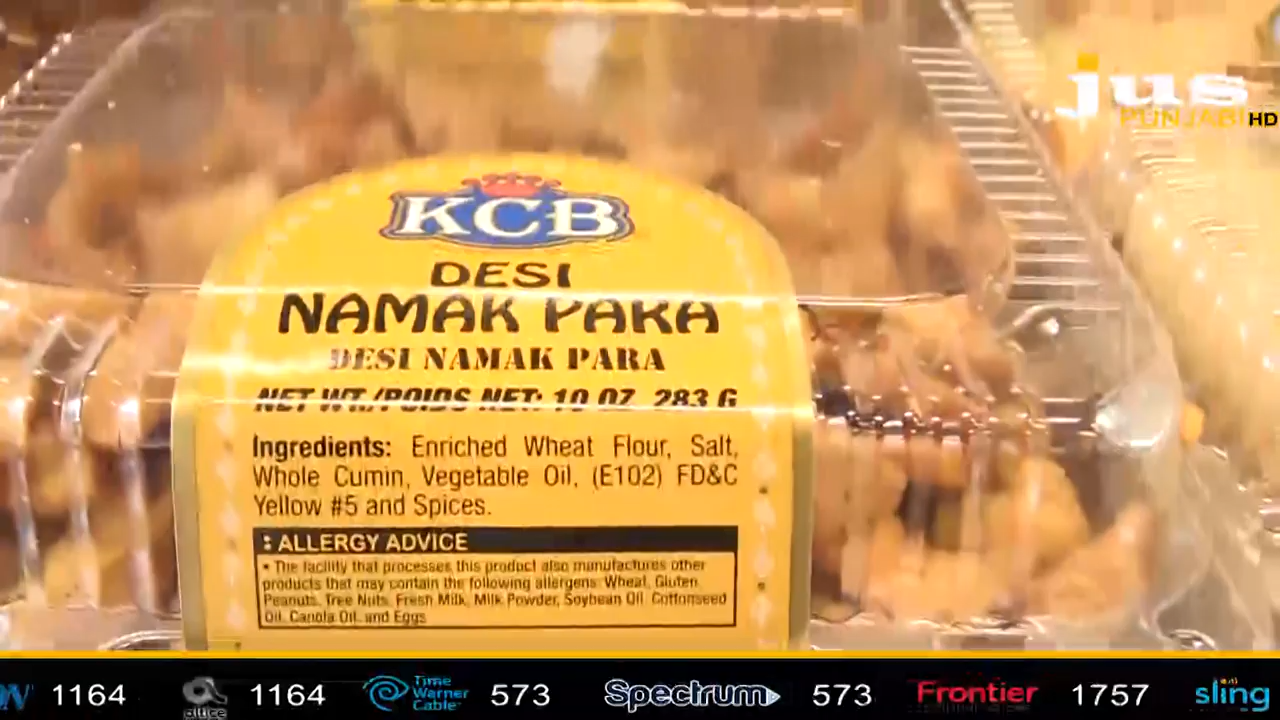 jus
PUNJABI HD
KCB
DESI
NAMAK PARA
DESI NAMAK PARA
NET WT./POIDS NET: 10 OZ. 283 G
Ingredients: Enriched Wheat Flour, Salt,
Whole Cumin, Vegetable Oil, (E102) FD&C
Yellow #5 and Spices.
: ALLERGY ADVICE
• The facility that processes this product also manufactures other
products that may contain the following allergens: Wheat, Gluten,
Peanuts, Tree Nuts, Fresh Milk, Milk Powder, Soybean Oil, Cottonseed
Oil, Canola Oil, and Eggs
1164 altice 1164 Time Warner Cable 573 Spectrum 573 Frontier 1757 sling